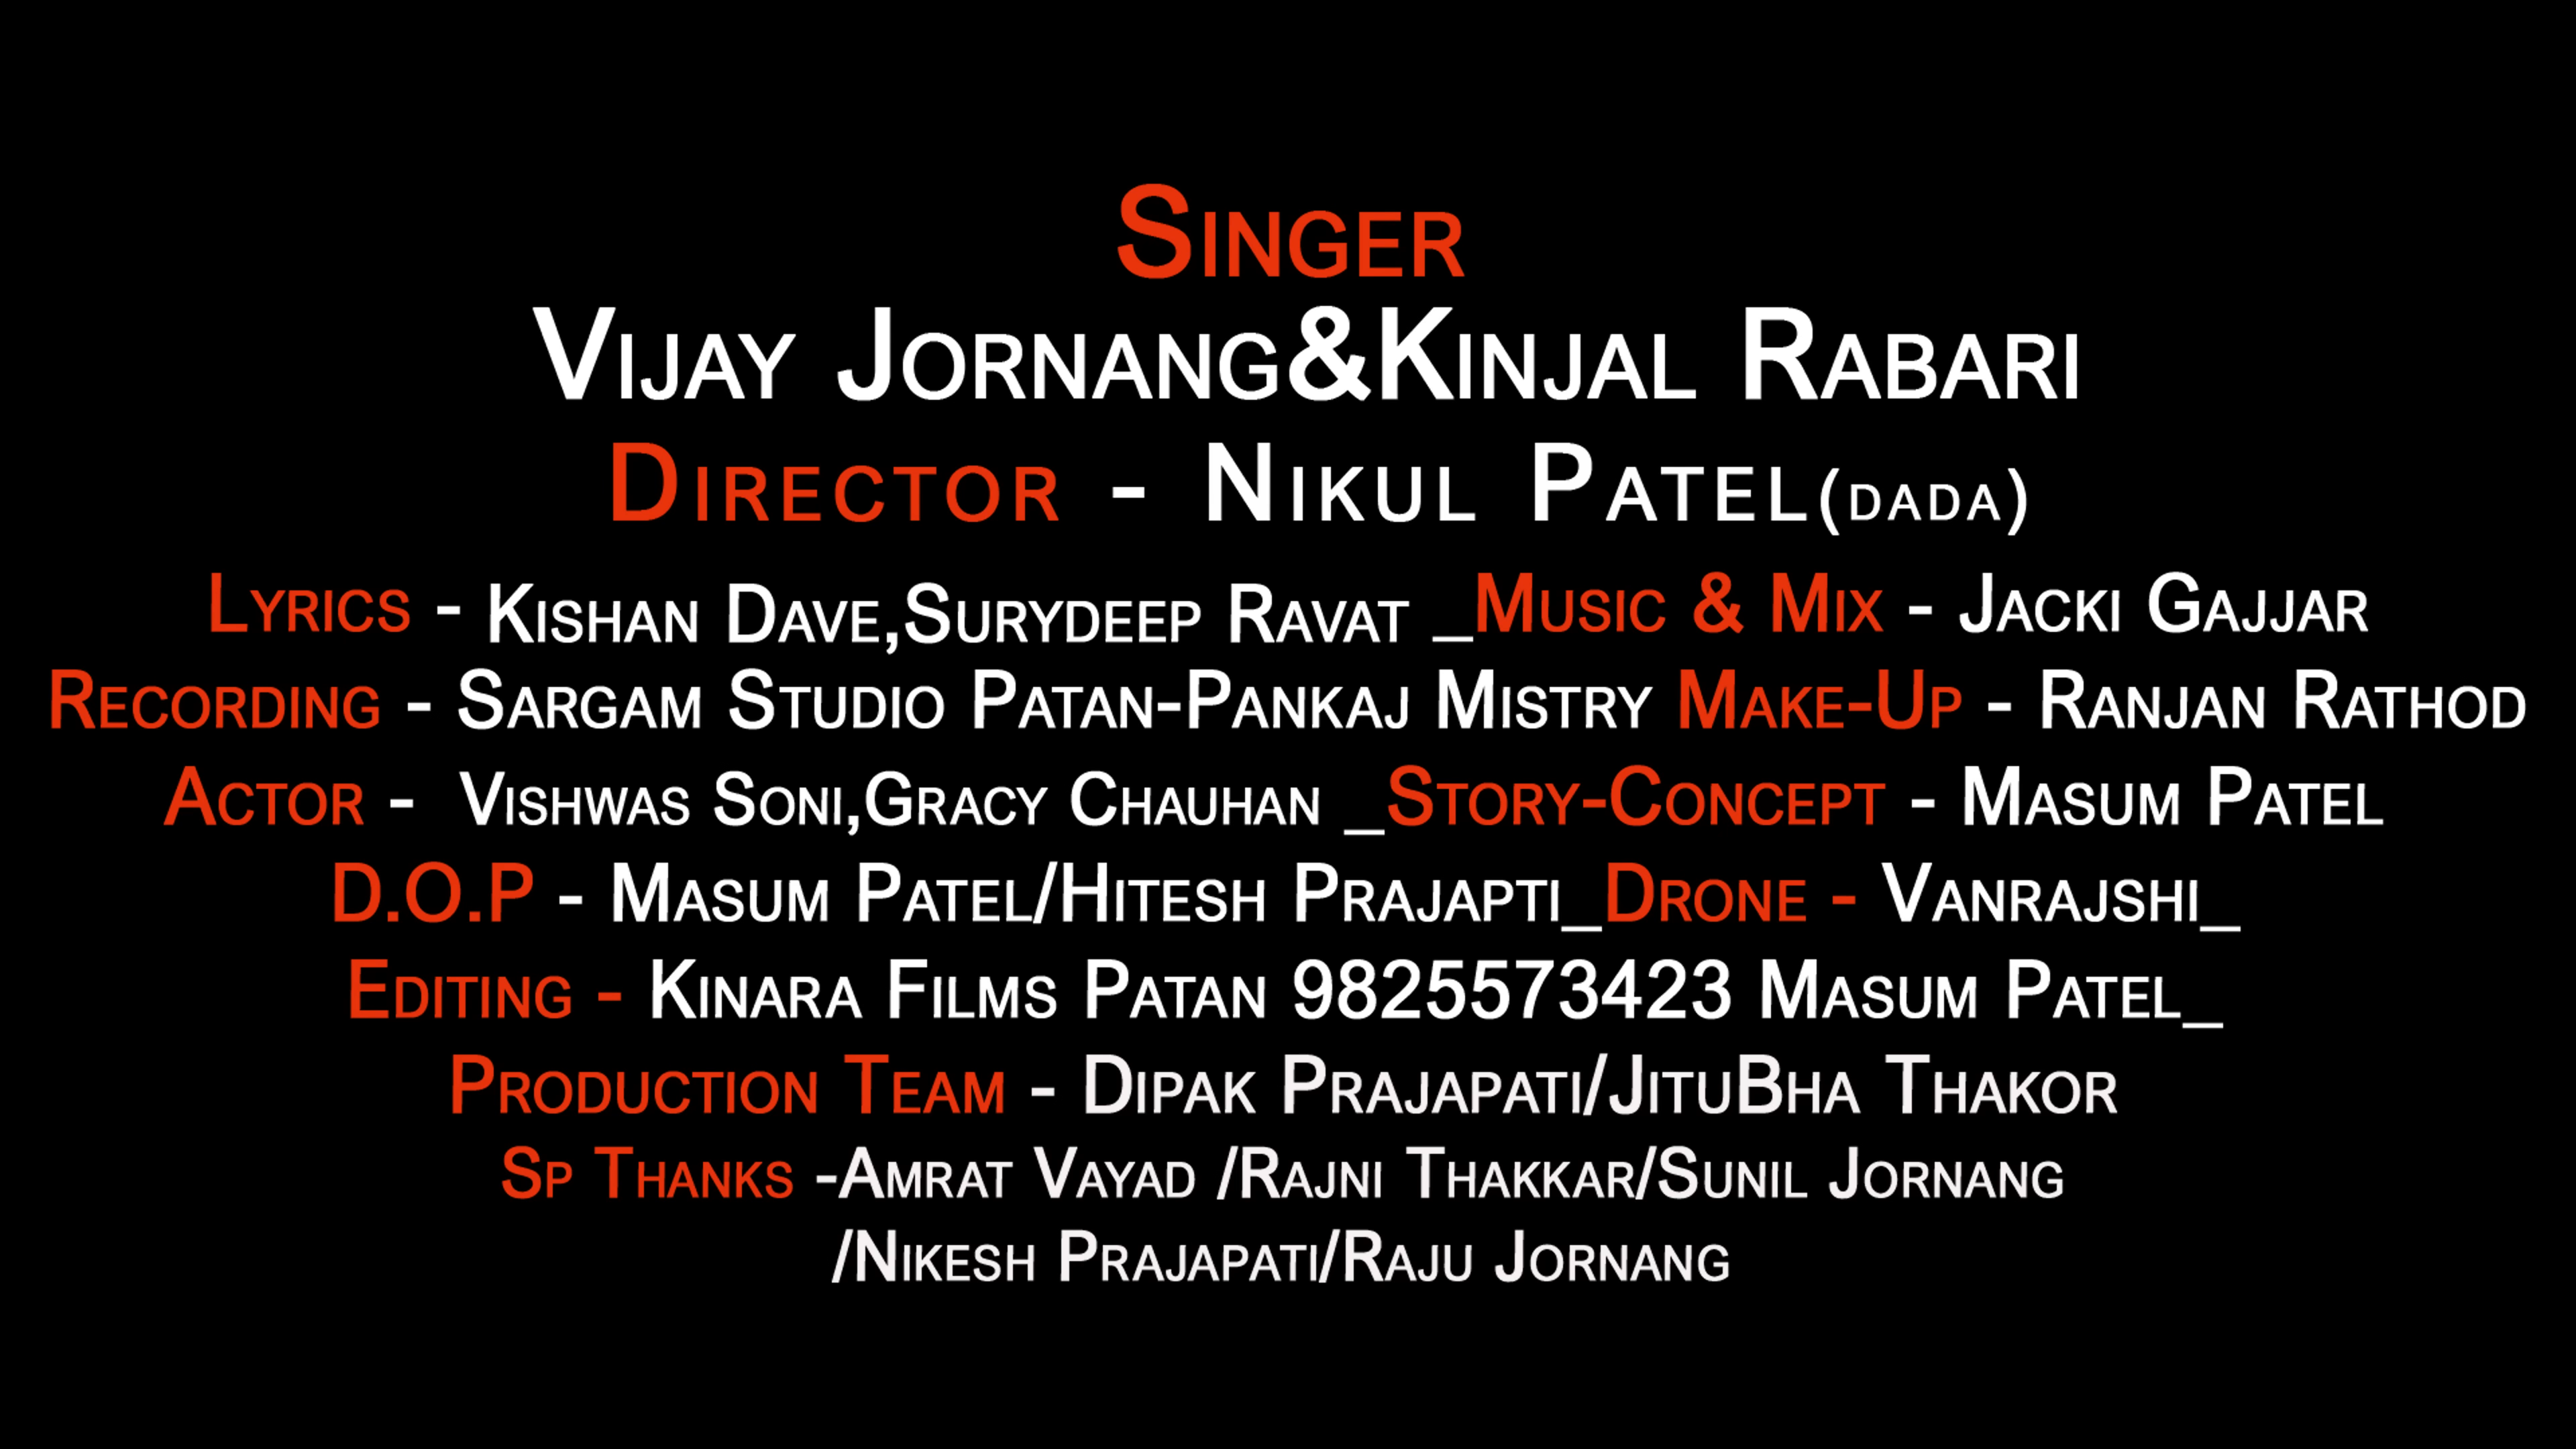 Singer
Vijay Jornang&Kinjal Rabari
Director - Nikul Patel(dada)
Lyrics - Kishan Dave,Surydeep Ravat _Music & Mix - Jacki Gajjar
Recording - Sargam Studio Patan-Pankaj Mistry Make-Up - Ranjan Rathod
Actor - Vishwas Soni,Gracy Chauhan _Story-Concept - Masum Patel
D.O.P - Masum Patel/Hitesh Prajapti_Drone - Vanrajshi_
Editing - Kinara Films Patan 9825573423 Masum Patel_
Production Team - Dipak Prajapati/JituBha Thakor
Sp Thanks -Amrat Vayad /Rajni Thakkar/Sunil Jornang
/Nikesh Prajapati/Raju Jornang